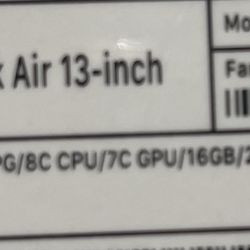 Air 13-inch
Mo
Fa
PG/8C CPU/7C GPU/16GB/2